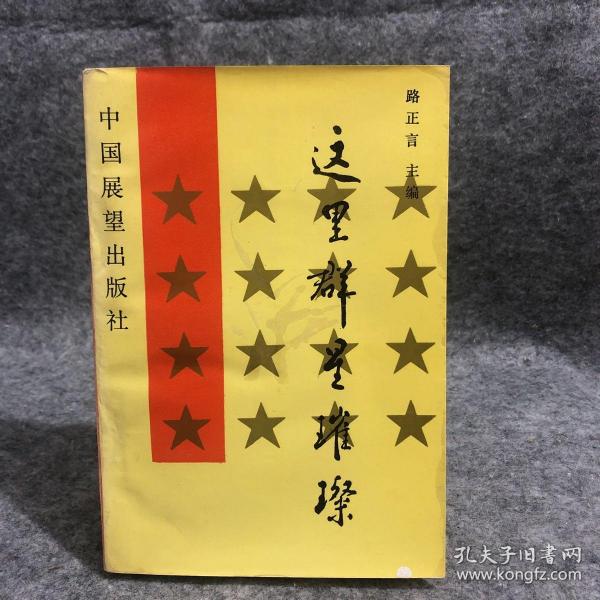 路正言 主编
这里群星璀璨
中国展望出版社
孔夫子旧书网
www.kongfz.com